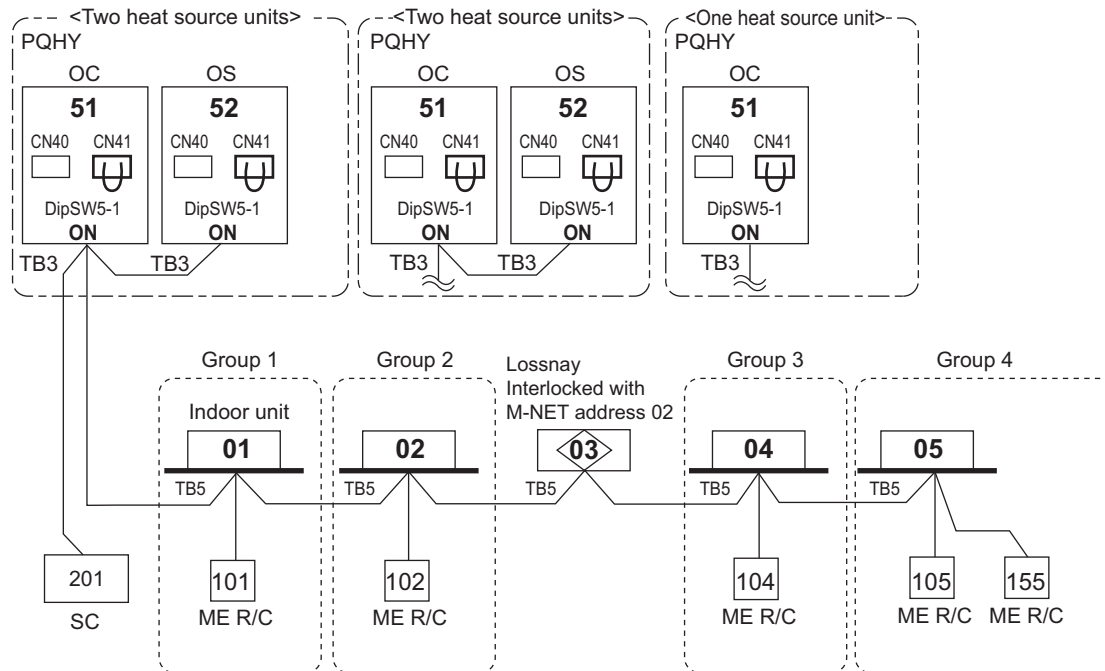 <Two heat source units>
PQHY
OC OS
51 52
CN40 CN41 CN40 CN41
DipSW5-1 DipSW5-1
ON ON
TB3 TB3
<Two heat source units>
PQHY
OC OS
51 52
CN40 CN41 CN40 CN41
DipSW5-1 DipSW5-1
ON ON
TB3 TB3
<One heat source unit>
PQHY
OC
51
CN40 CN41
DipSW5-1
ON
TB3
Group 1
Indoor unit
01
TB5
101
ME R/C
Group 2
02
TB5
102
ME R/C
Lossnay
Interlocked with
M-NET address 02
03
TB5
Group 3
04
TB5
104
ME R/C
Group 4
05
TB5
105 155
ME R/C ME R/C
201
SC